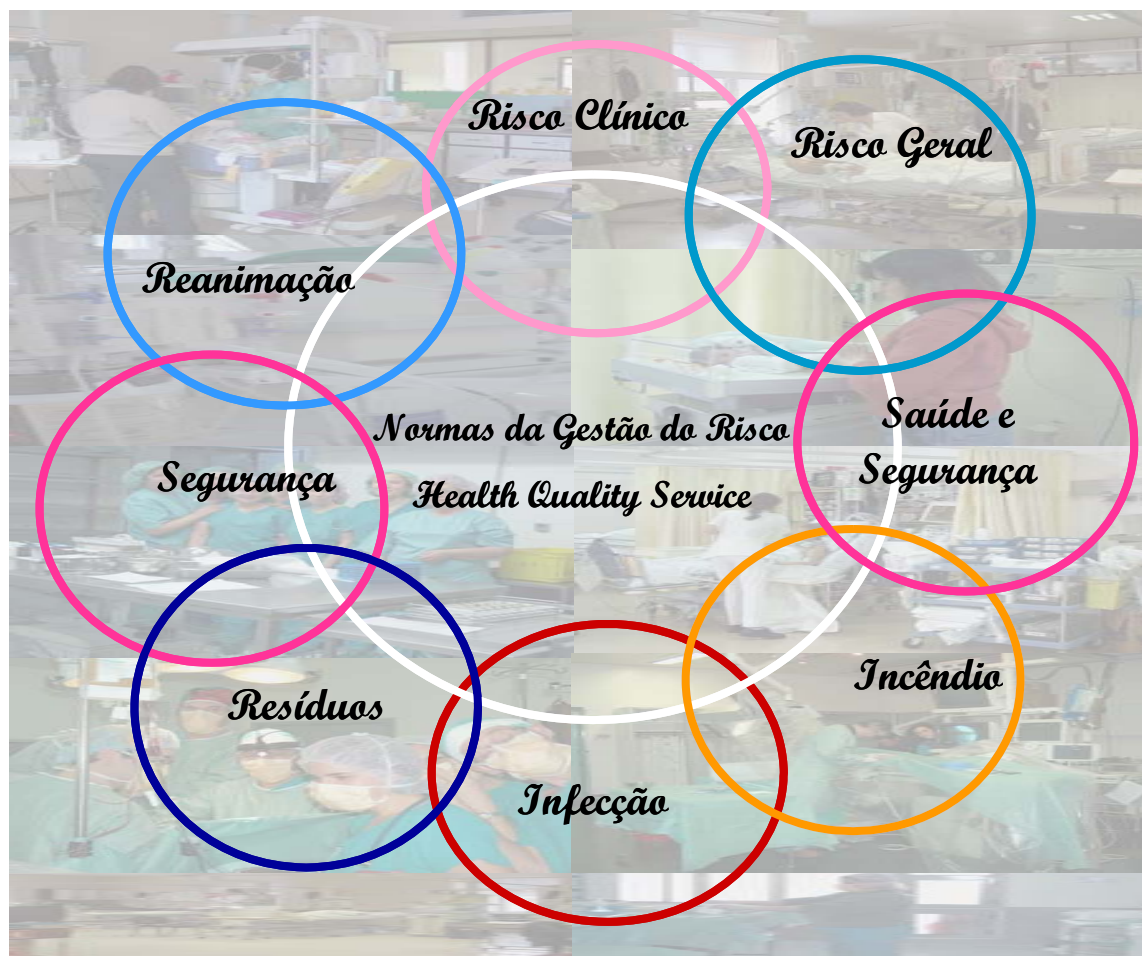 Risco Clínico
Risco Geral
Reanimação
Normas da Gestão do Risco
Health Quality Service
Saúde e
Segurança
Segurança
Incêndio
Resíduos
Infecção